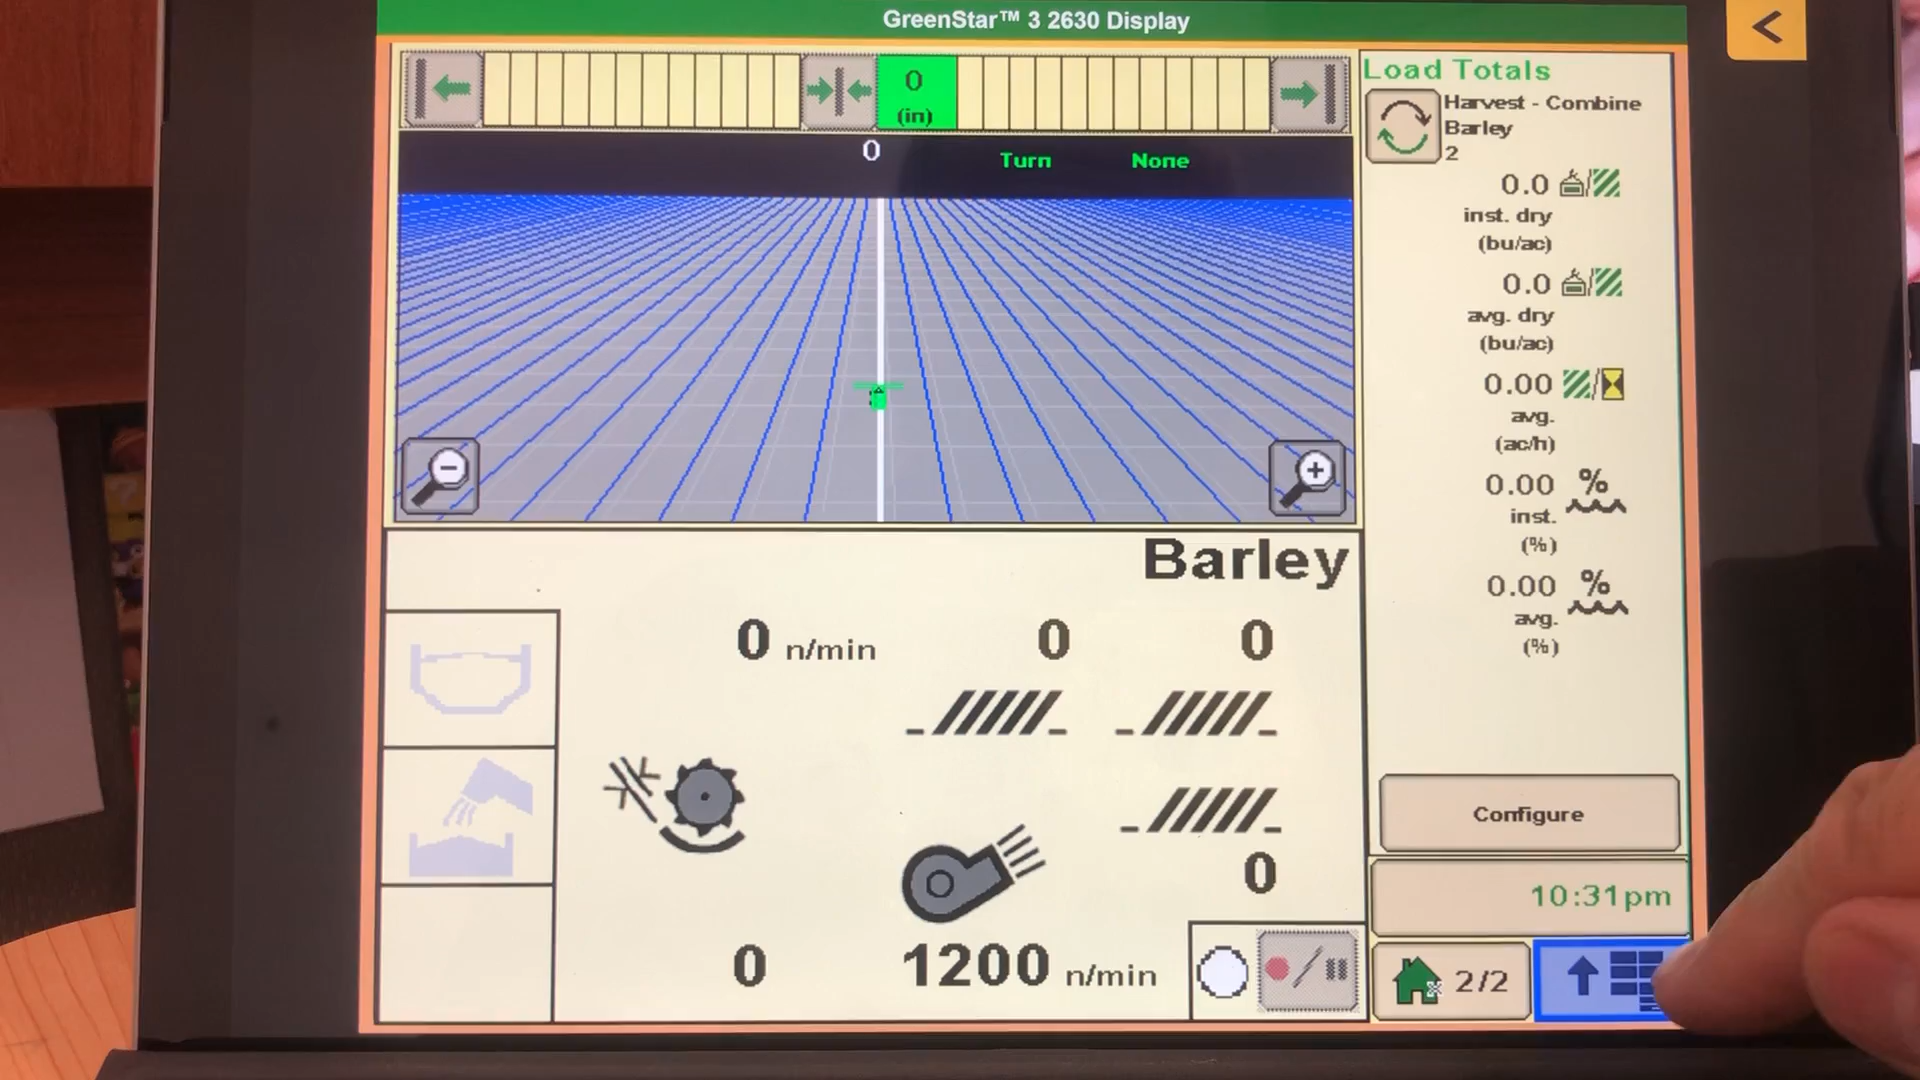 GreenStar™ 3 2630 Display
<
0
(in)
0
Turn
None
Load Totals
Harvest - Combine
Barley
2
0.0
inst. dry
(bu/ac)
0.0
avg. dry
(bu/ac)
0.00
avg.
(ac/h)
0.00 %
inst.
(%)
0.00 %
avg.
(%)
Barley
0 n/min
0
0
0
0
1200 n/min
Configure
10:31pm
2/2